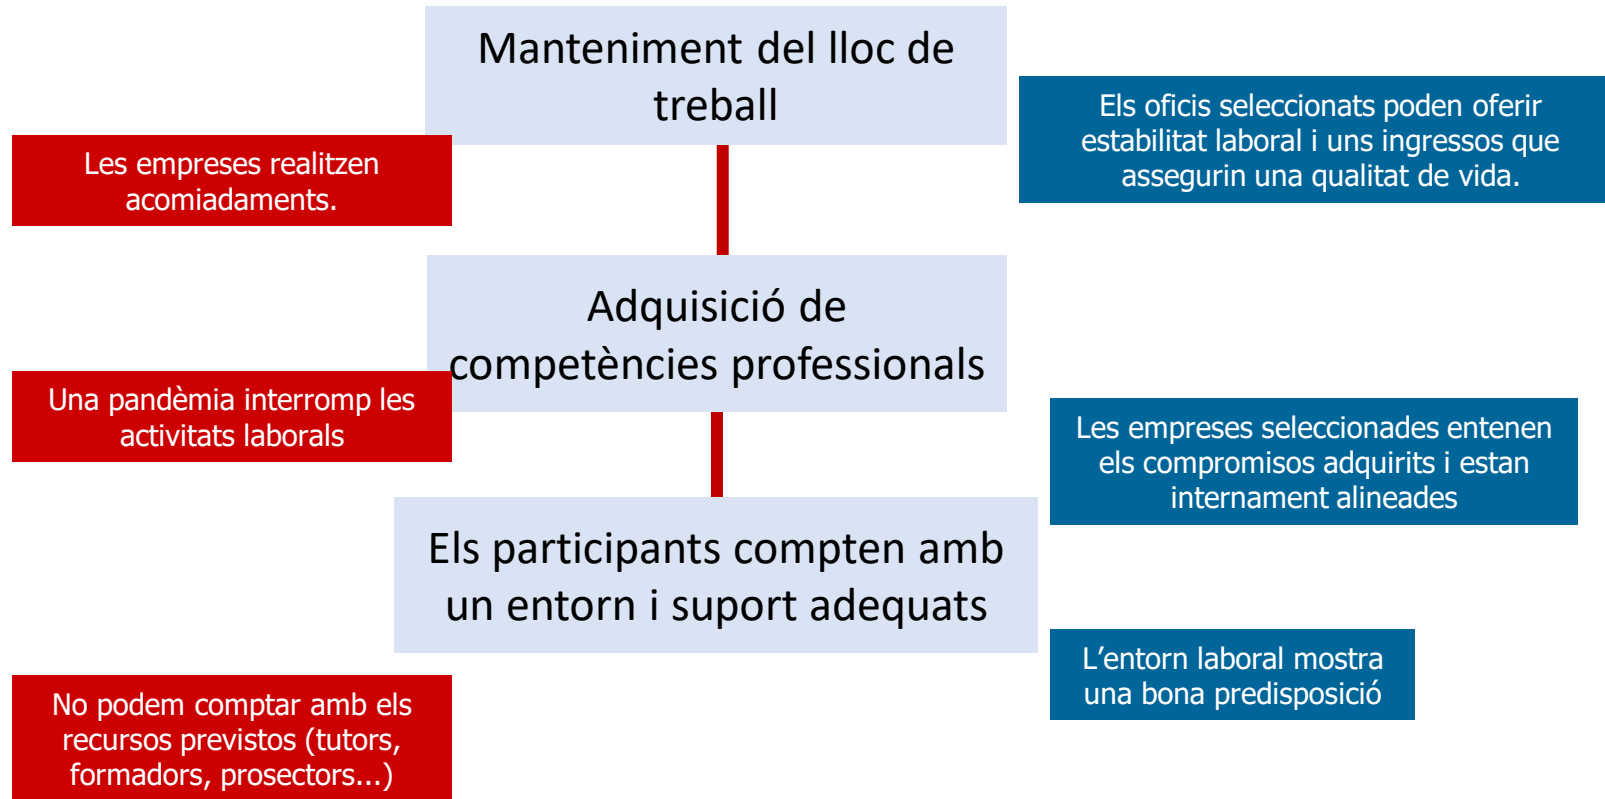 Manteniment del lloc de
treball
Els oficis seleccionats poden oferir
estabilitat laboral i uns ingressos que
assegurin una qualitat de vida.
Les empreses realitzen
acomiadaments.
Adquisició de
competències professionals
Una pandèmia interromp les
activitats laborals
Les empreses seleccionades entenen
els compromisos adquirits i estan
internament alineades
Els participants compten amb
un entorn i suport adequats
L’entorn laboral mostra
una bona predisposició
No podem comptar amb els
recursos previstos (tutors,
formadors, prosectors...)